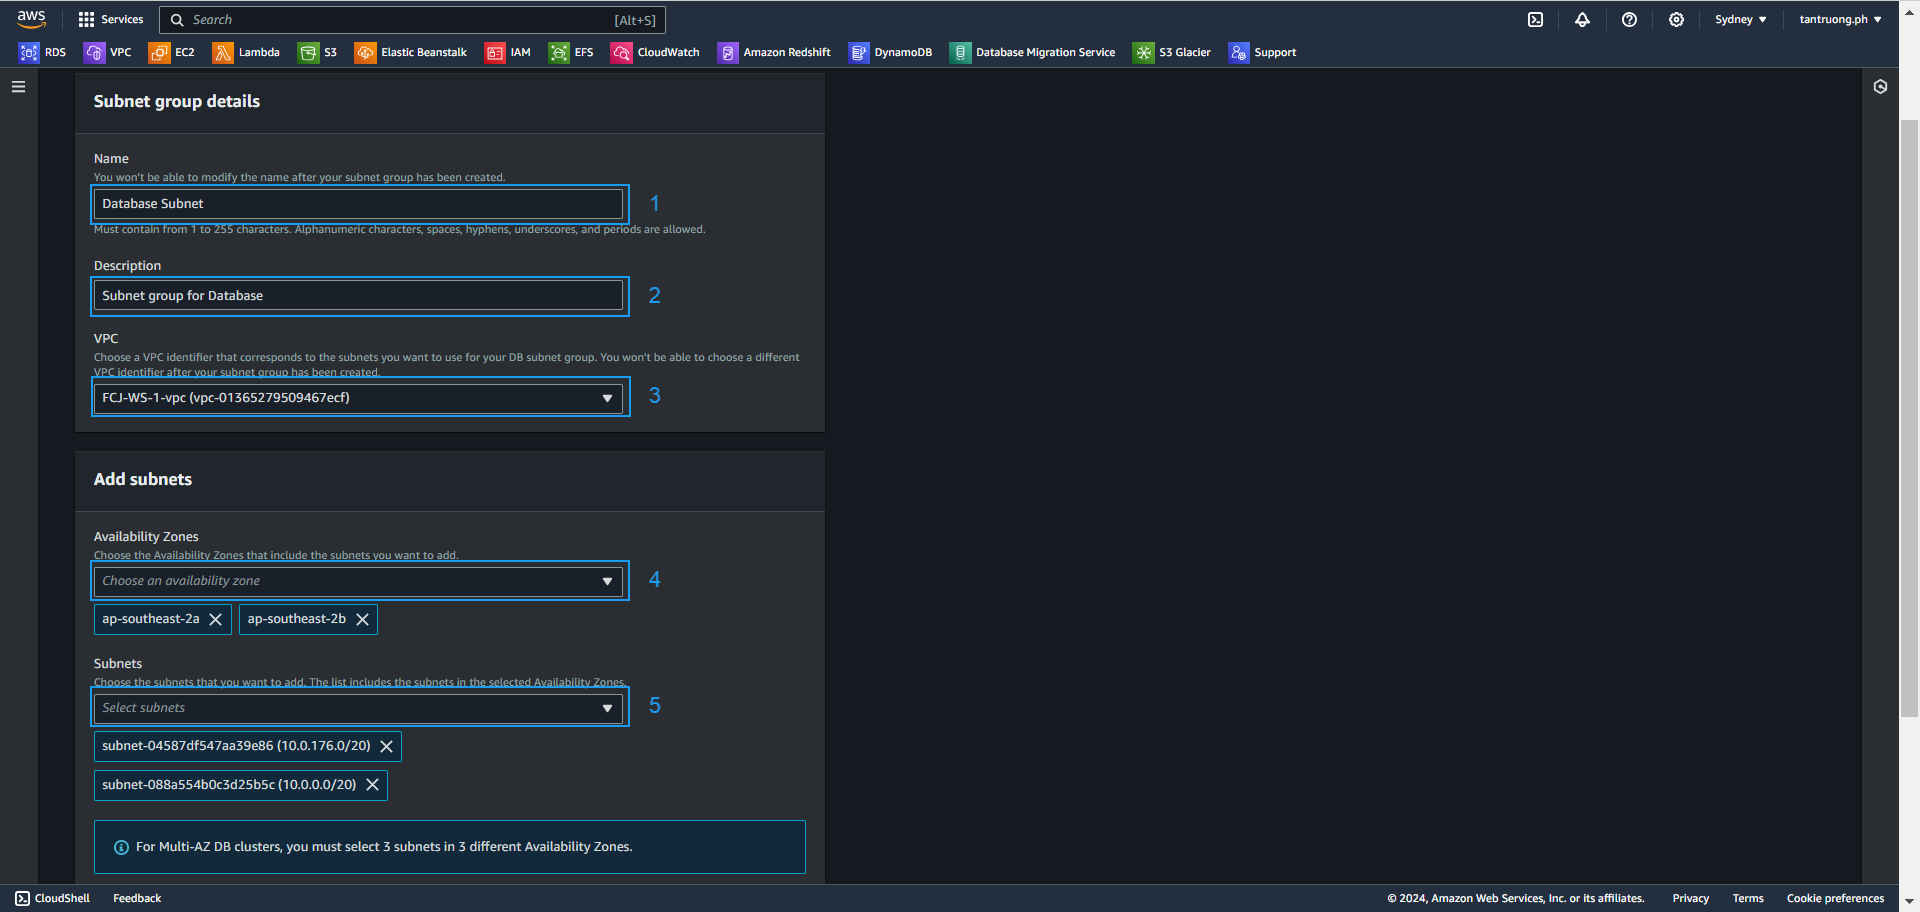 aws
Services
Search
[Alt+S]
Sydney
tantruong.ph
RDS
VPC
EC2
Lambda
S3
Elastic Beanstalk
IAM
EFS
CloudWatch
Amazon Redshift
DynamoDB
Database Migration Service
S3 Glacier
Support
Subnet group details
Name
You won't be able to modify the name after your subnet group has been created.
Database Subnet
1
Must contain from 1 to 255 characters. Alphanumeric characters, spaces, hyphens, underscores, and periods are allowed.
Description
Subnet group for Database
2
VPC
Choose a VPC identifier that corresponds to the subnets you want to use for your DB subnet group. You won't be able to choose a different
VPC identifier after your subnet group has been created.
FCJ-WS-1-vpc (vpc-01365279509467ecf)
3
Add subnets
Availability Zones
Choose the Availability Zones that include the subnets you want to add.
Choose an availability zone
4
ap-southeast-2a
ap-southeast-2b
Subnets
Choose the subnets that you want to add. The list includes the subnets in the selected Availability Zones.
Select subnets
5
subnet-04587df547aa39e86 (10.0.176.0/20)
subnet-088a554b0c3d25b5c (10.0.0.0/20)
For Multi-AZ DB clusters, you must select 3 subnets in 3 different Availability Zones.
CloudShell
Feedback
© 2024, Amazon Web Services, Inc. or its affiliates.
Privacy
Terms
Cookie preferences